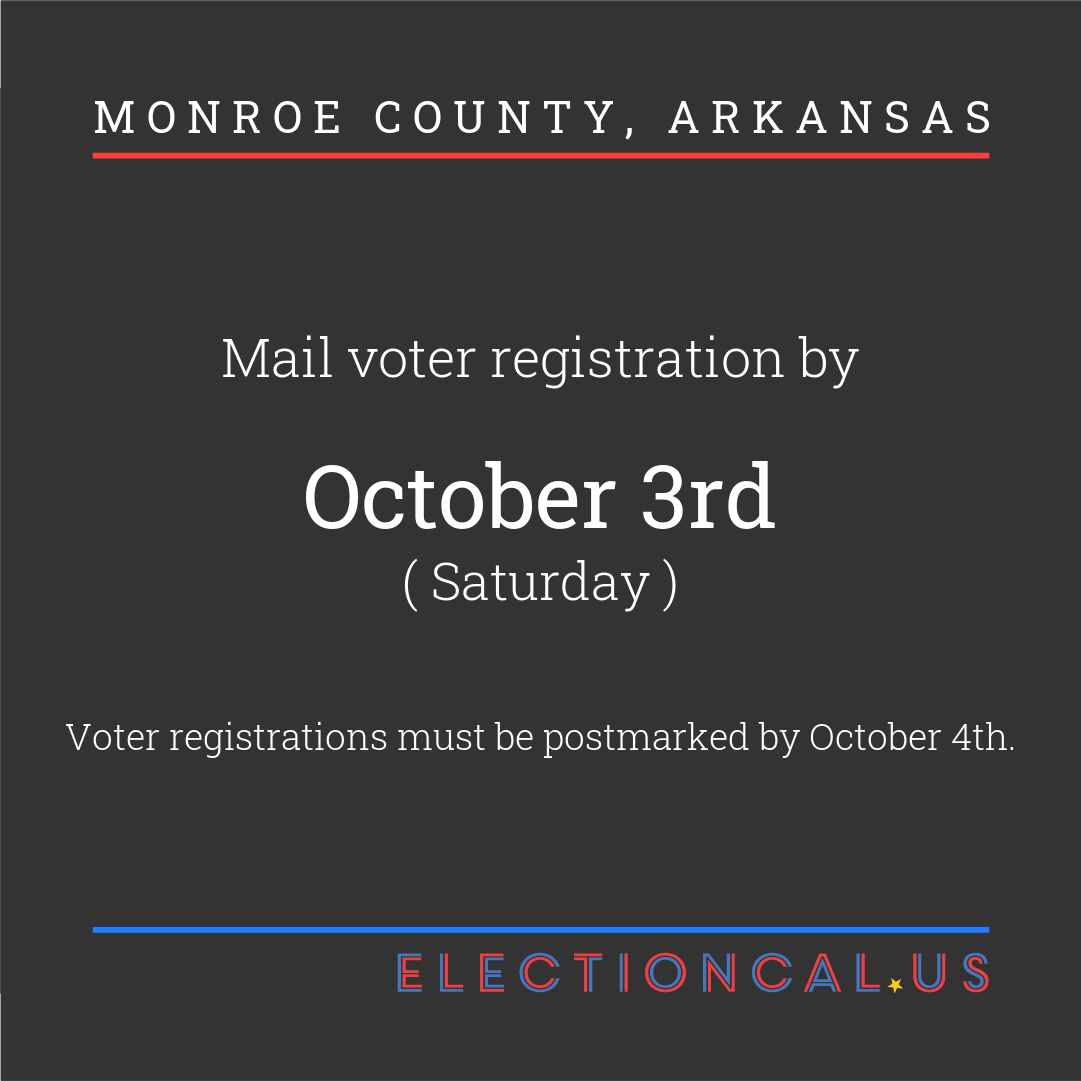 MONROE COUNTY, ARKANSAS
Mail voter registration by
October 3rd
( Saturday )
Voter registrations must be postmarked by October 4th.
ELECTIONCAL.US